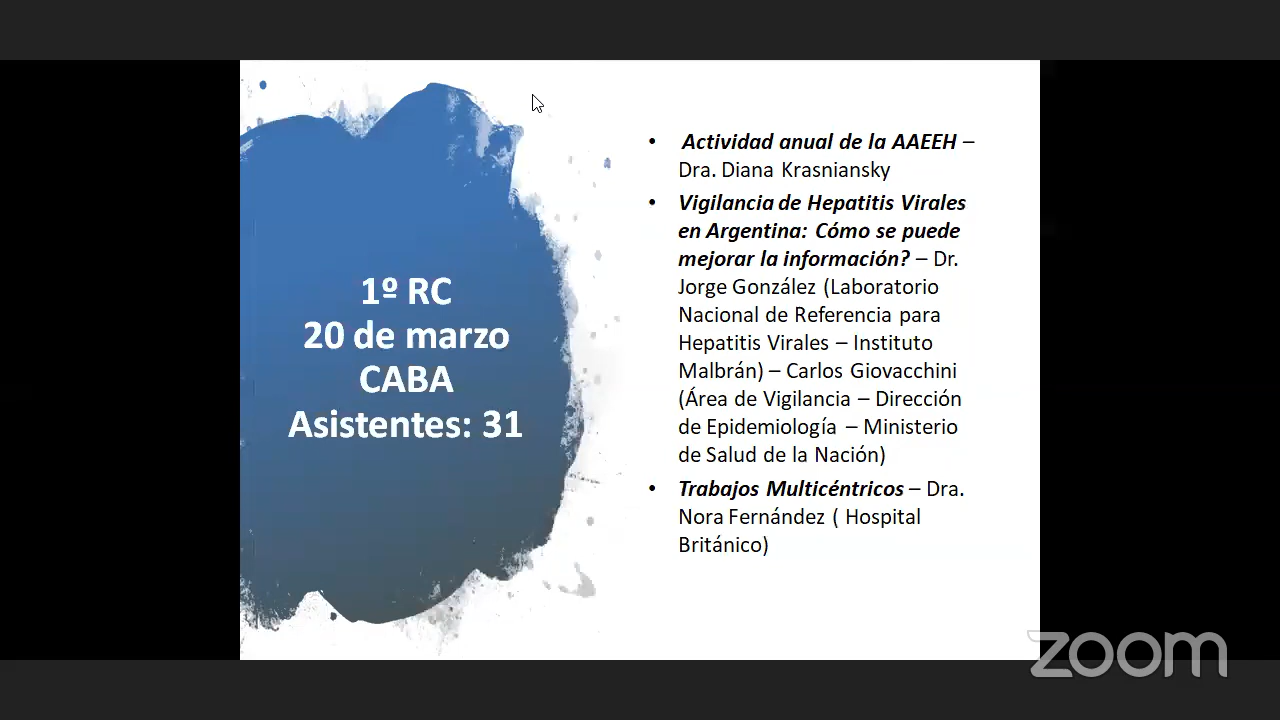 1º RC
20 de marzo
CABA
Asistentes: 31
• Actividad anual de la AAEEH –
Dra. Diana Krasniansky
• Vigilancia de Hepatitis Virales
en Argentina: Cómo se puede
mejorar la información? – Dr.
Jorge González (Laboratorio
Nacional de Referencia para
Hepatitis Virales – Instituto
Malbrán) – Carlos Giovacchini
(Área de Vigilancia – Dirección
de Epidemiología – Ministerio
de Salud de la Nación)
• Trabajos Multicéntricos – Dra.
Nora Fernández ( Hospital
Británico)
zoom